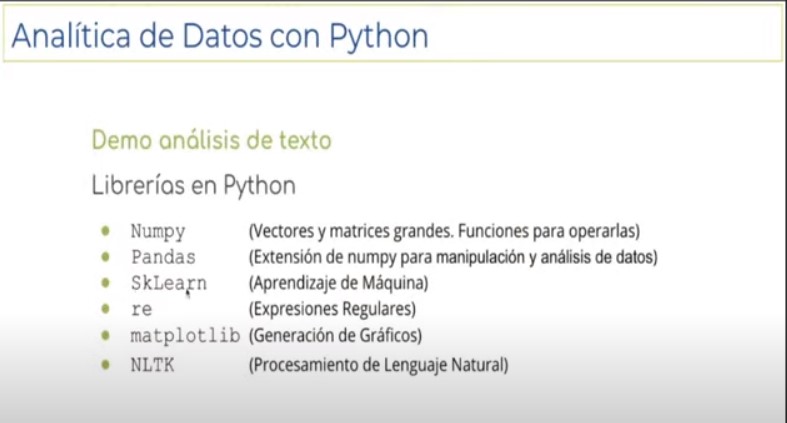 Analítica de Datos con Python
Demo análisis de texto
Librerías en Python
Numpy (Vectores y matrices grandes. Funciones para operarlas)
Pandas (Extensión de numpy para manipulación y análisis de datos)
SkLearn (Aprendizaje de Máquina)
re (Expresiones Regulares)
matplotlib (Generación de Gráficos)
NLTK (Procesamiento de Lenguaje Natural)